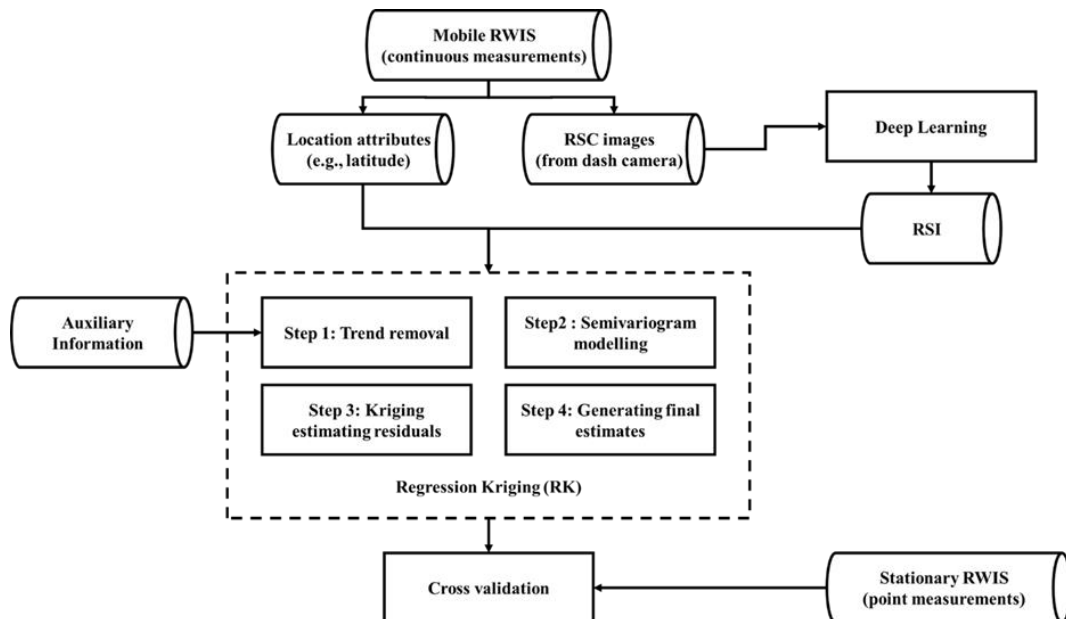 Mobile RWIS
(continuous measurements)
Location attributes
(e.g., latitude)
RSC images
(from dash camera)
Deep Learning
RSI
Auxiliary
Information
Step 1: Trend removal
Step2 : Semivariogram
modelling
Step 3: Kriging
estimating residuals
Step 4: Generating final
estimates
Regression Kriging (RK)
Cross validation
Stationary RWIS
(point measurements)